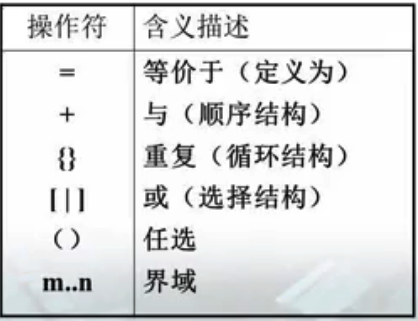 操作符 含义描述
= 等价于（定义为）
+ 与（顺序结构）
{} 重复（循环结构）
[|] 或（选择结构）
（） 任选
m..n 界域